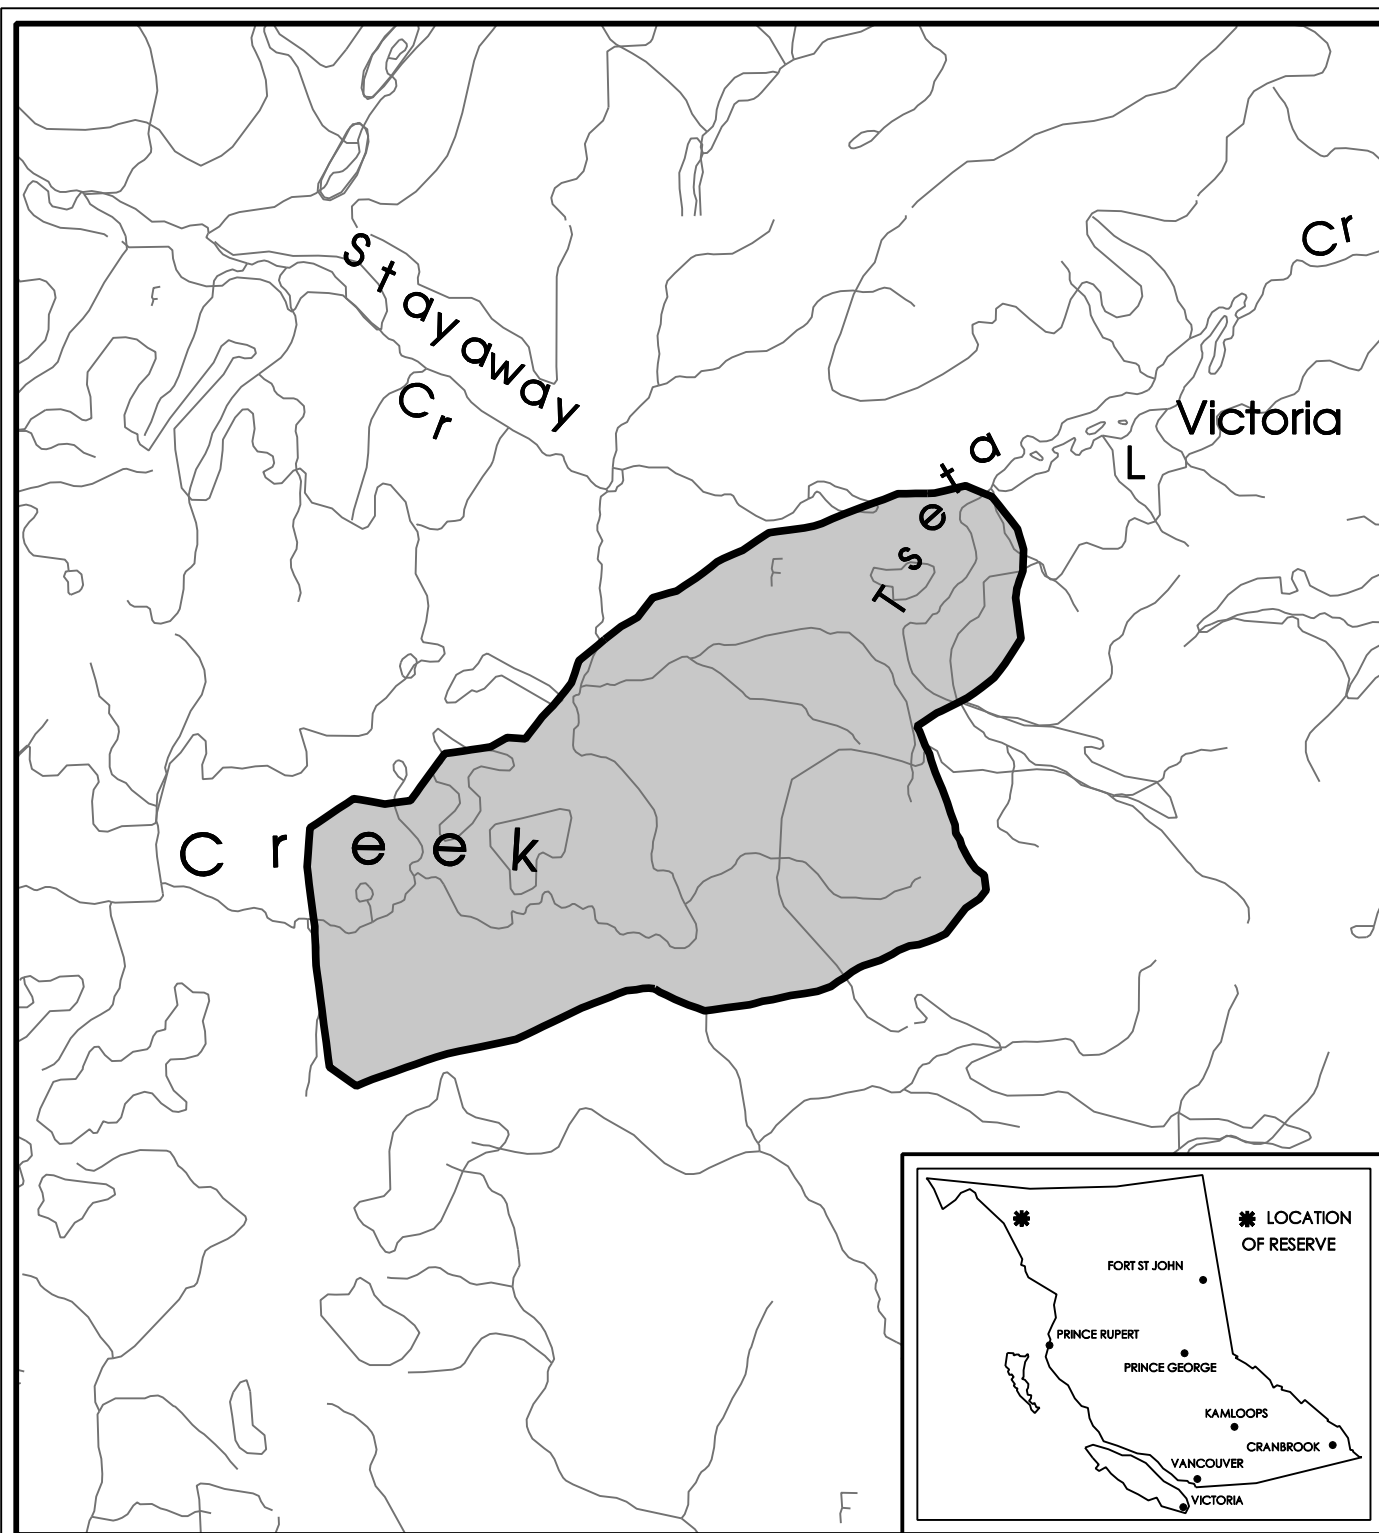 Cr
Stayaway
Cr
Victoria
L
Tseta
Creek
F
F
F
LOCATION
OF RESERVE
FORT ST JOHN
PRINCE RUPERT
PRINCE GEORGE
KAMLOOPS
CRANBROOK
VANCOUVER
VICTORIA